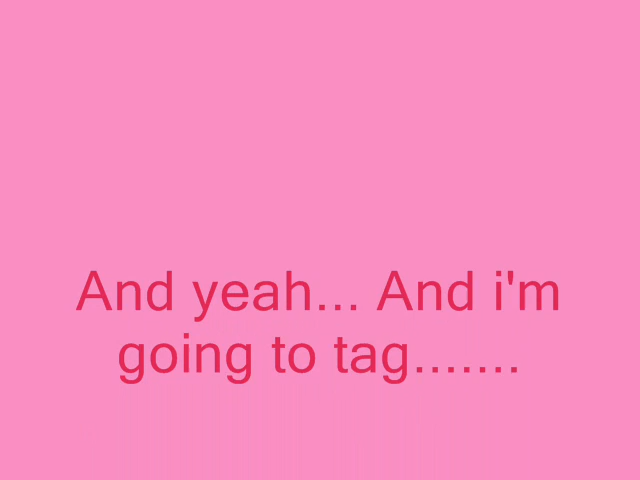 And yeah... And i'm
going to tag.......